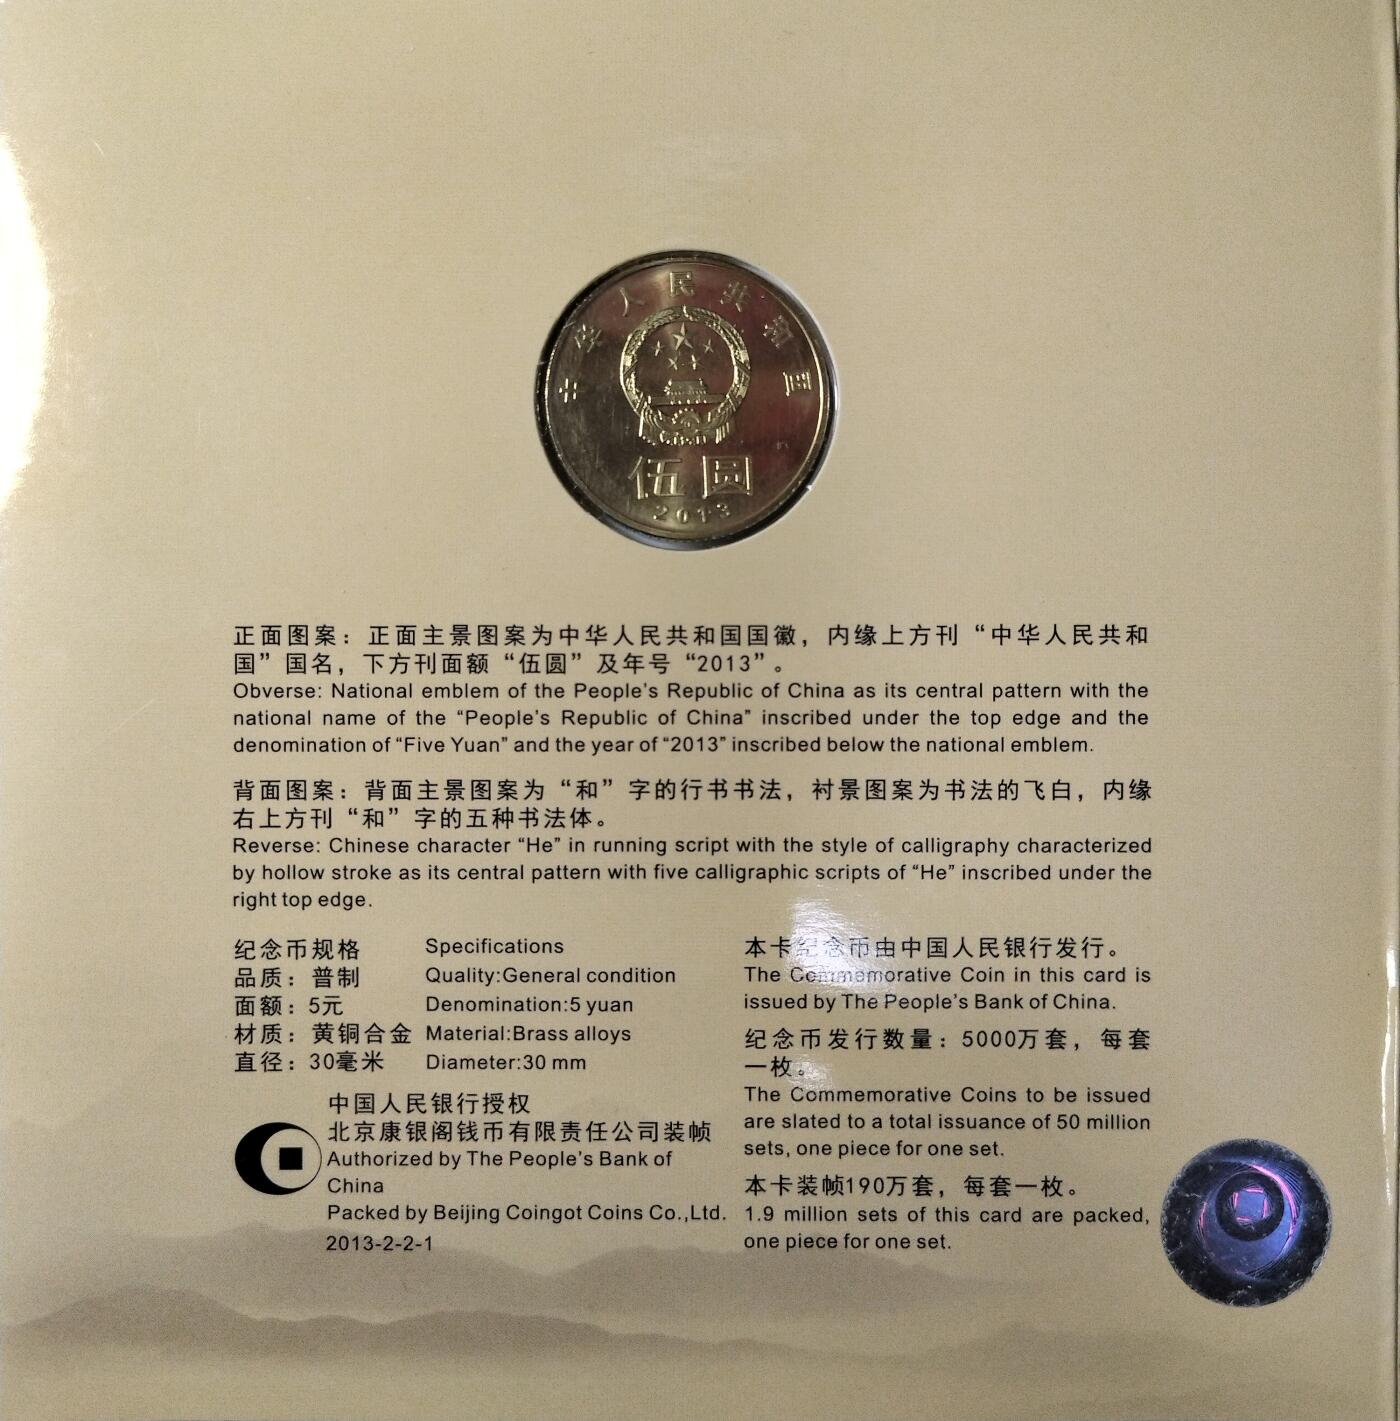 中华人民共和国
伍圆
2013
正面图案：正面主景图案为中华人民共和国国徽，内缘上方刊“中华人民共和
国”国名，下方刊面额“伍圆”及年号“2013”。
Obverse: National emblem of the People’s Republic of China as its central pattern with the
national name of the “People’s Republic of China” inscribed under the top edge and the
denomination of “Five Yuan” and the year of “2013” inscribed below the national emblem.
背面图案：背面主景图案为“和”字的行书书法，衬景图案为书法的飞白，内缘
右上方刊“和”字的五种书法体。
Reverse: Chinese character “He” in running script with the style of calligraphy characterized
by hollow stroke as its central pattern with five calligraphic scripts of “He” inscribed under the
right top edge.
纪念币规格 Specifications
品质：普制 Quality:General condition
面额：5元 Denomination:5 yuan
材质：黄铜合金 Material:Brass alloys
直径：30毫米 Diameter:30 mm
中国人民银行授权
北京康银阁钱币有限责任公司装帧
Authorized by The People’s Bank of
China
Packed by Beijing Coingot Coins Co.,Ltd.
2013-2-2-1
本卡纪念币由中国人民银行发行。
The Commemorative Coin in this card is
issued by The People’s Bank of China.
纪念币发行数量：5000万套，每套
一枚。
The Commemorative Coins to be issued
are slated to a total issuance of 50 million
sets, one piece for one set.
本卡装帧190万套，每套一枚。
1.9 million sets of this card are packed,
one piece for one set.